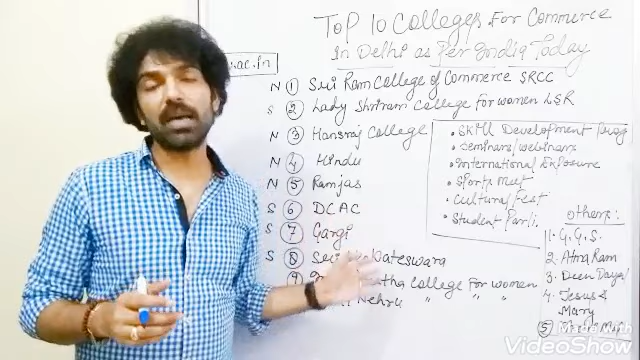 Top 10 Colleges For Commerce
In Delhi as Per India Today
.ac.in
N ① Sri Ram College of Commerce SRCC
S ② Lady Shriram College for women LSR
N ③ Hansraj College
N ④ Hindu
N ⑤ Ramjas
S ⑥ DCAC
S ⑦ Gargi
S ⑧ Sri
College for women
Nehru " " "
• Skill Development Prog
• Seminars/webinars
• International Exposure
• Sports Meet
• Cultural Fest
• Student Parli.
others:
1. G.G.S.
2. Atma Ram
3. Deen Dayal
4. Jesus &
Mary
⑤
Made with
VideoShow